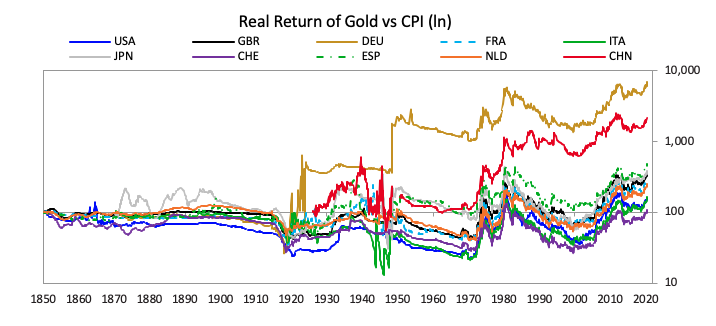 Real Return of Gold vs CPI (ln)
USA GBR DEU FRA ITA
JPN CHE ESP NLD CHN
10,000
1,000
100
10
1850 1860 1870 1880 1890 1900 1910 1920 1930 1940 1950 1960 1970 1980 1990 2000 2010 2020